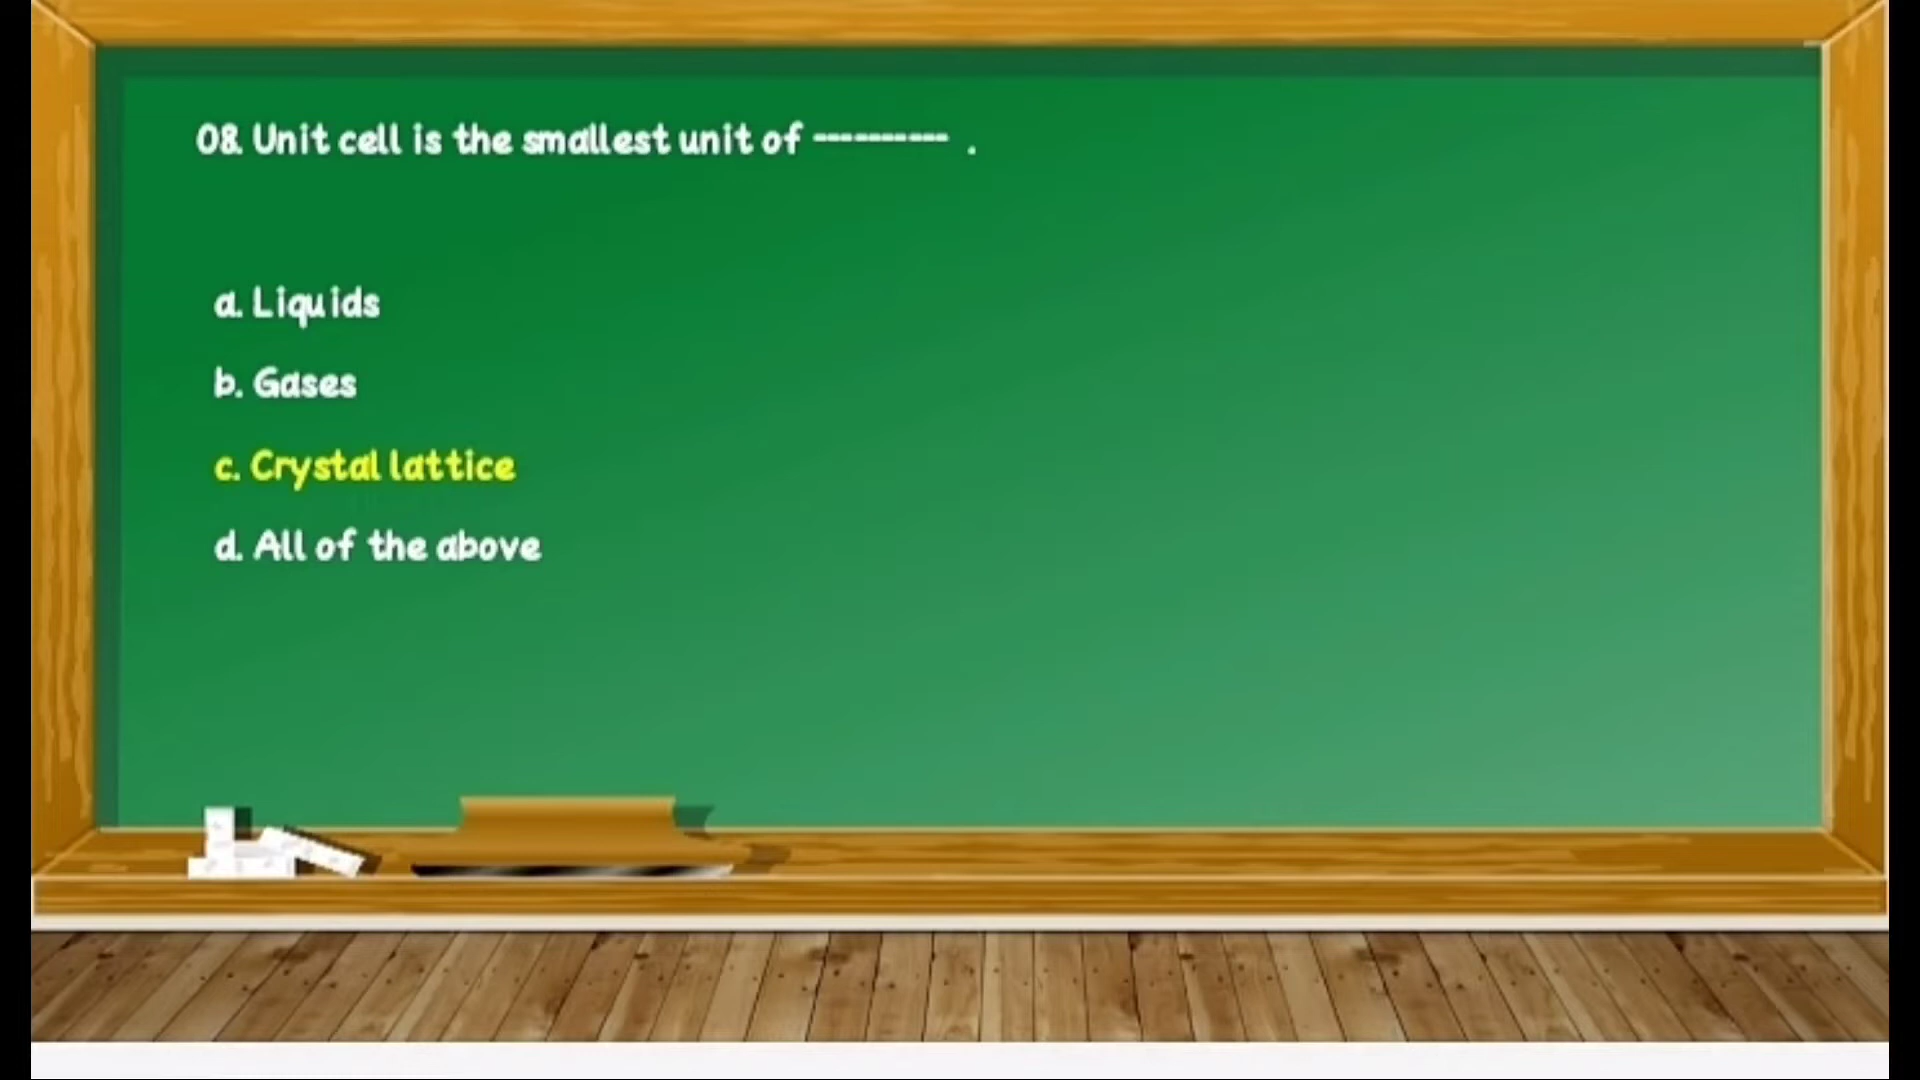 08. Unit cell is the smallest unit of ---------- .
a. Liquids
b. Gases
c. Crystal lattice
d. All of the above